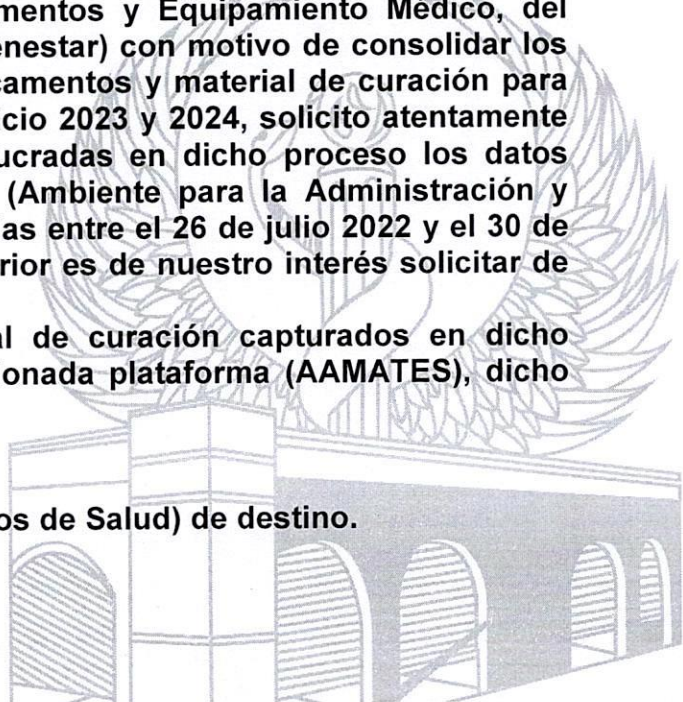 mentos y Equipamiento Médico, del
enestar) con motivo de consolidar los
camentos y material de curación para
cio 2023 y 2024, solicito atentamente
ucradas en dicho proceso los datos
(Ambiente para la Administración y
as entre el 26 de julio 2022 y el 30 de
rior es de nuestro interés solicitar de
al de curación capturados en dicho
ionada plataforma (AAMATES), dicho
os de Salud) de destino.